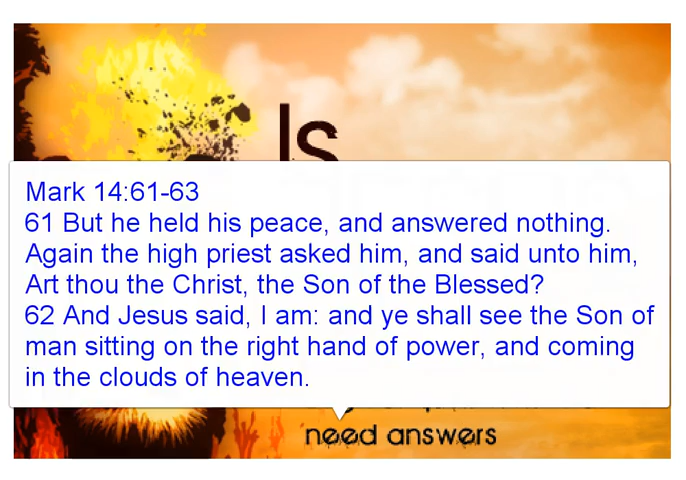 Is
Mark 14:61-63
61 But he held his peace, and answered nothing.
Again the high priest asked him, and said unto him,
Art thou the Christ, the Son of the Blessed?
62 And Jesus said, I am: and ye shall see the Son of
man sitting on the right hand of power, and coming
in the clouds of heaven.
need answers